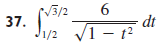 37. ∫_{1/2}^{√3/2} 6/√(1 − t²) dt